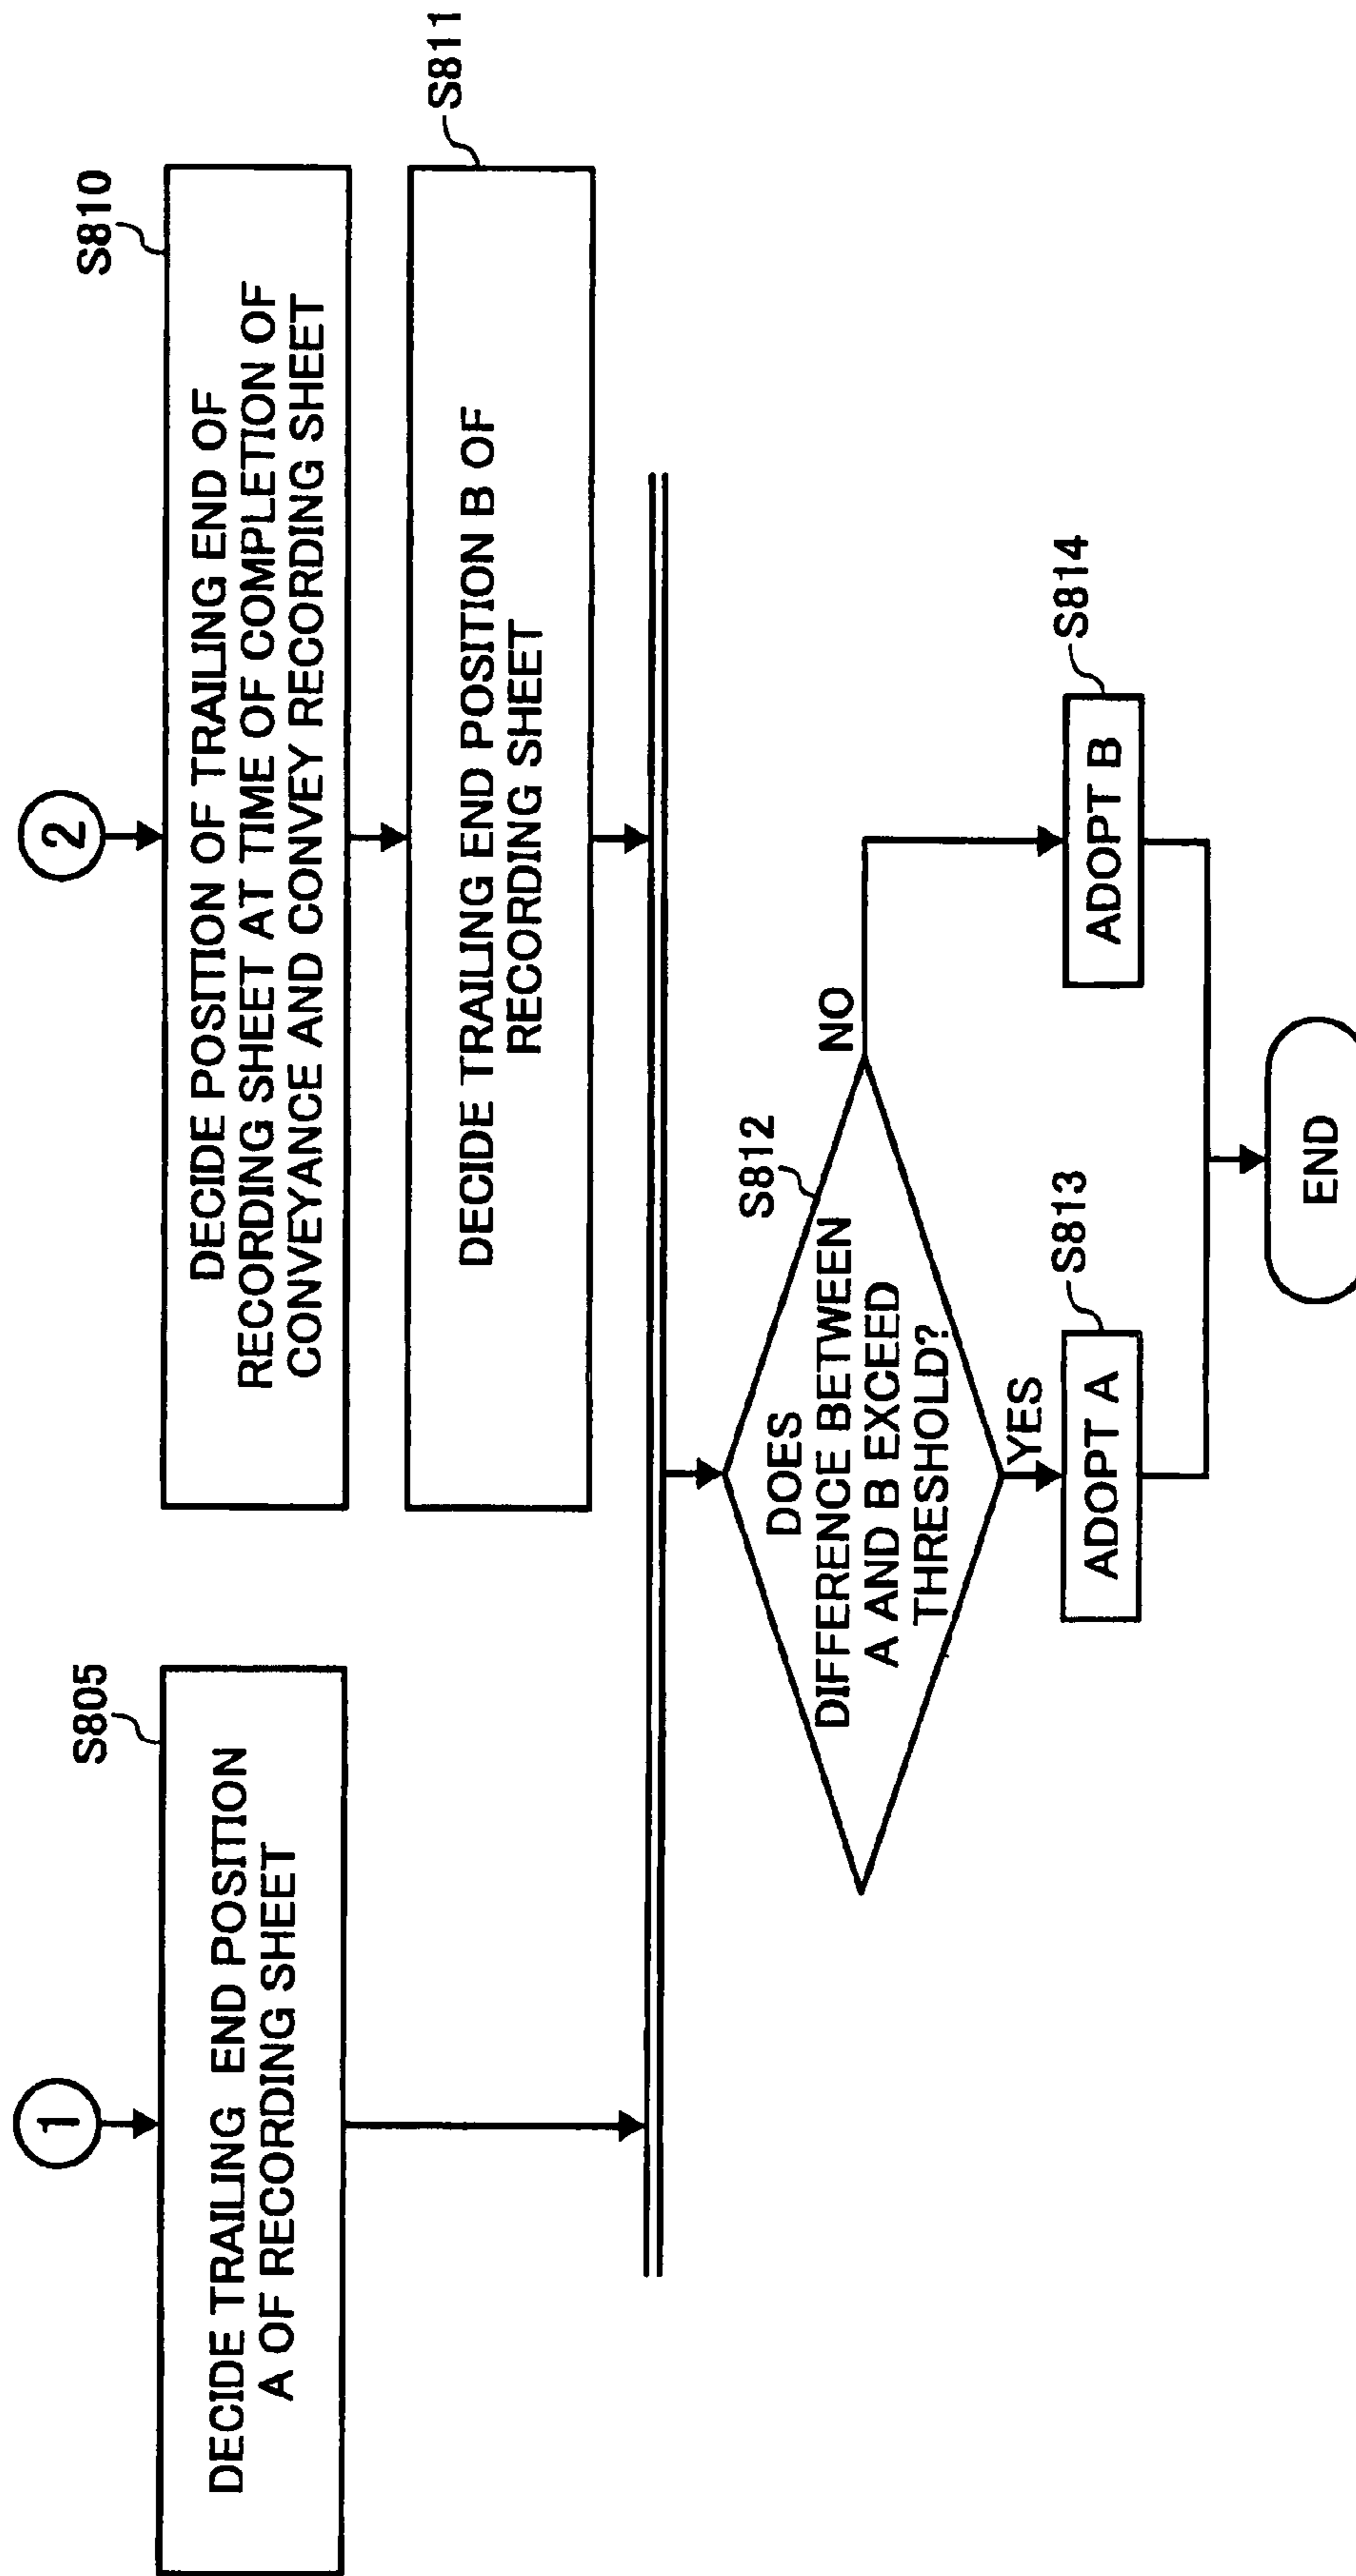 1
S805
DECIDE TRAILING END POSITION
A OF RECORDING SHEET
2
S810
DECIDE POSITION OF TRAILING END OF
RECORDING SHEET AT TIME OF COMPLETION OF
CONVEYANCE AND CONVEY RECORDING SHEET
S811
DECIDE TRAILING END POSITION B OF
RECORDING SHEET
S812
DOES
DIFFERENCE BETWEEN
A AND B EXCEED
THRESHOLD?
NO
YES
S813
ADOPT A
S814
ADOPT B
END